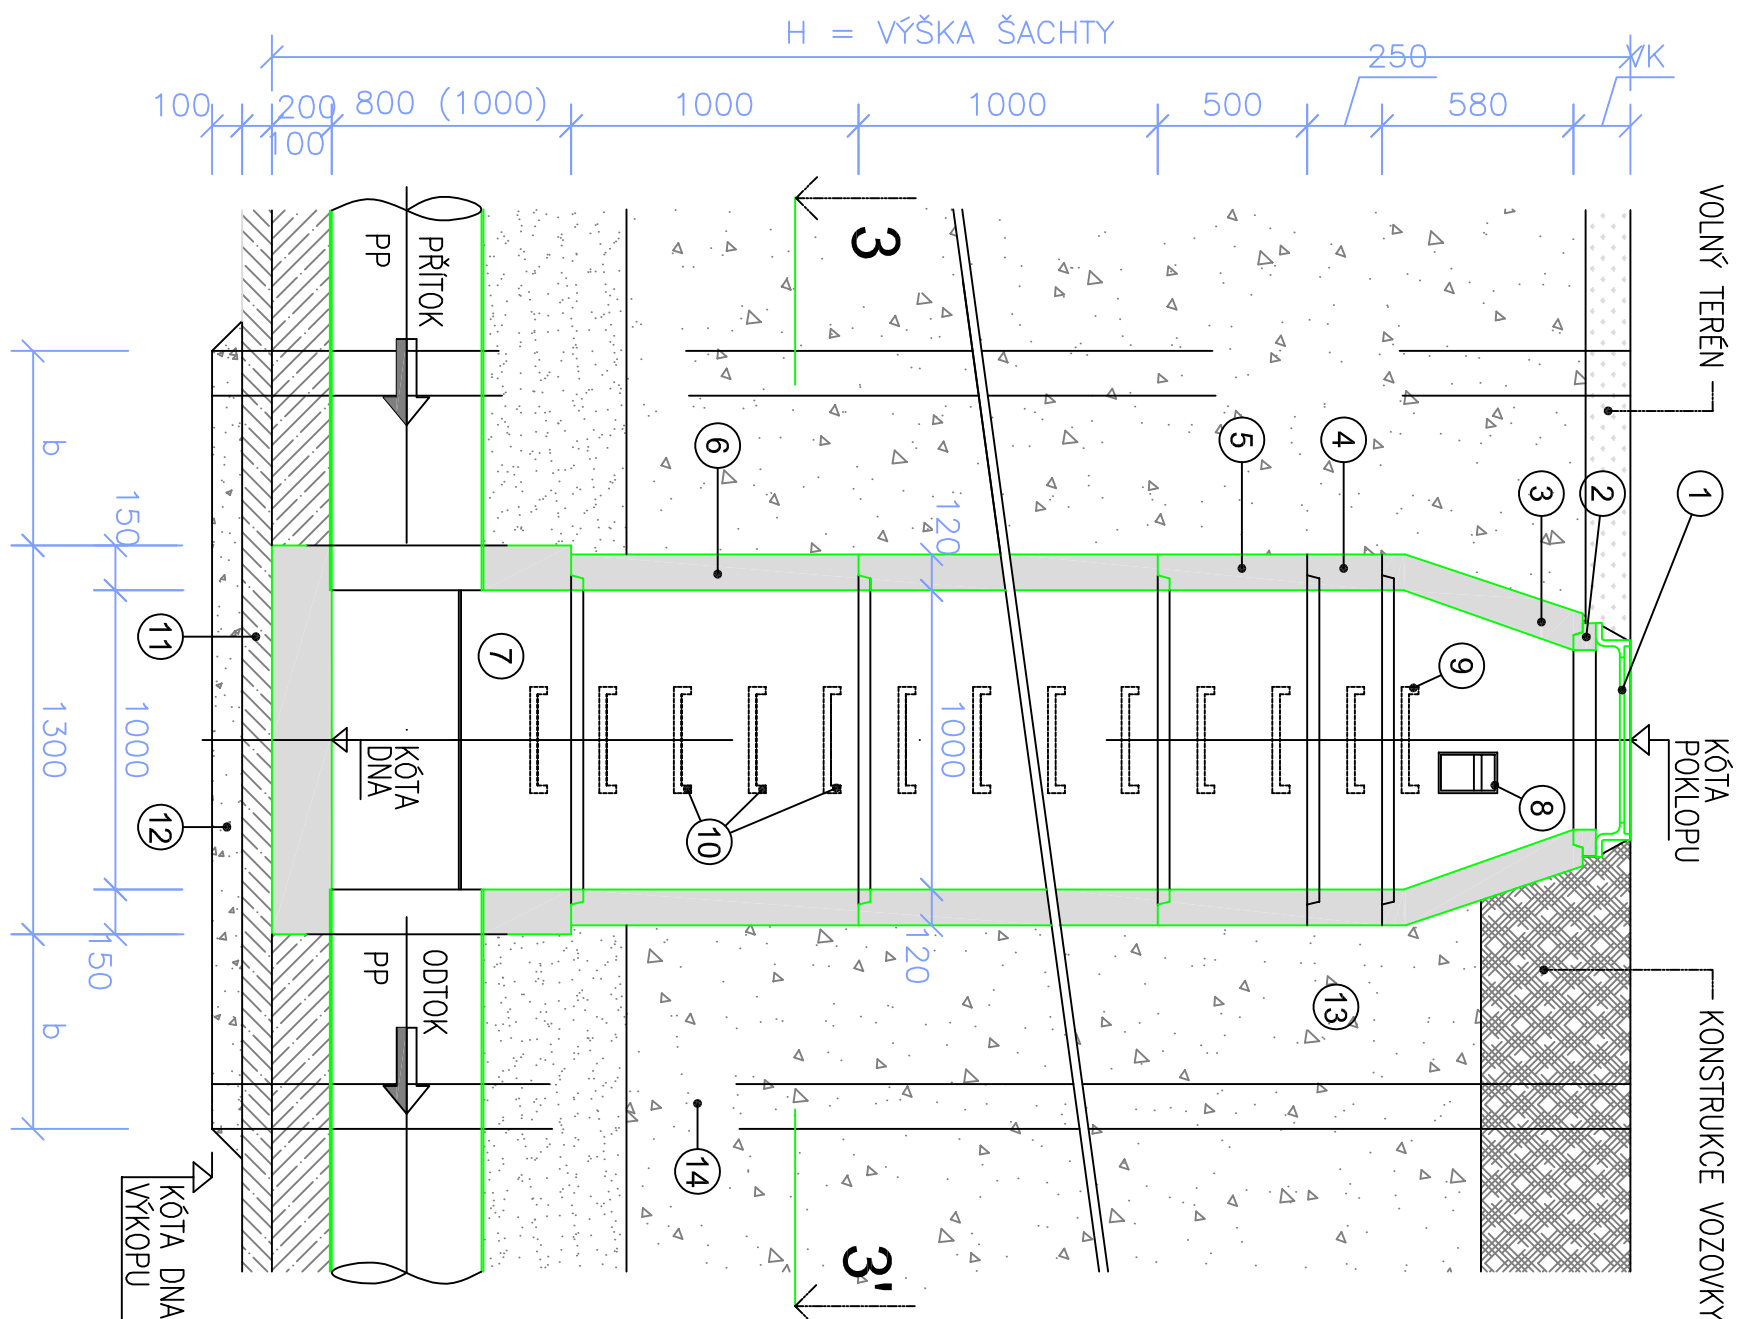 H = VÝŠKA ŠACHTY
250
VK
100
200
100
800 (1000)
1000
1000
500
580
VOLNÝ TERÉN
KÓTA
POKLOPU
KONSTRUKCE VOZOVKY
1
2
3
4
5
6
7
8
9
10
11
12
13
14
3
3'
PŘÍTOK
PP
ODTOK
PP
KÓTA
DNA
KÓTA DNA
VÝKOPU
120
1000
120
150
1000
150
b
1300
b